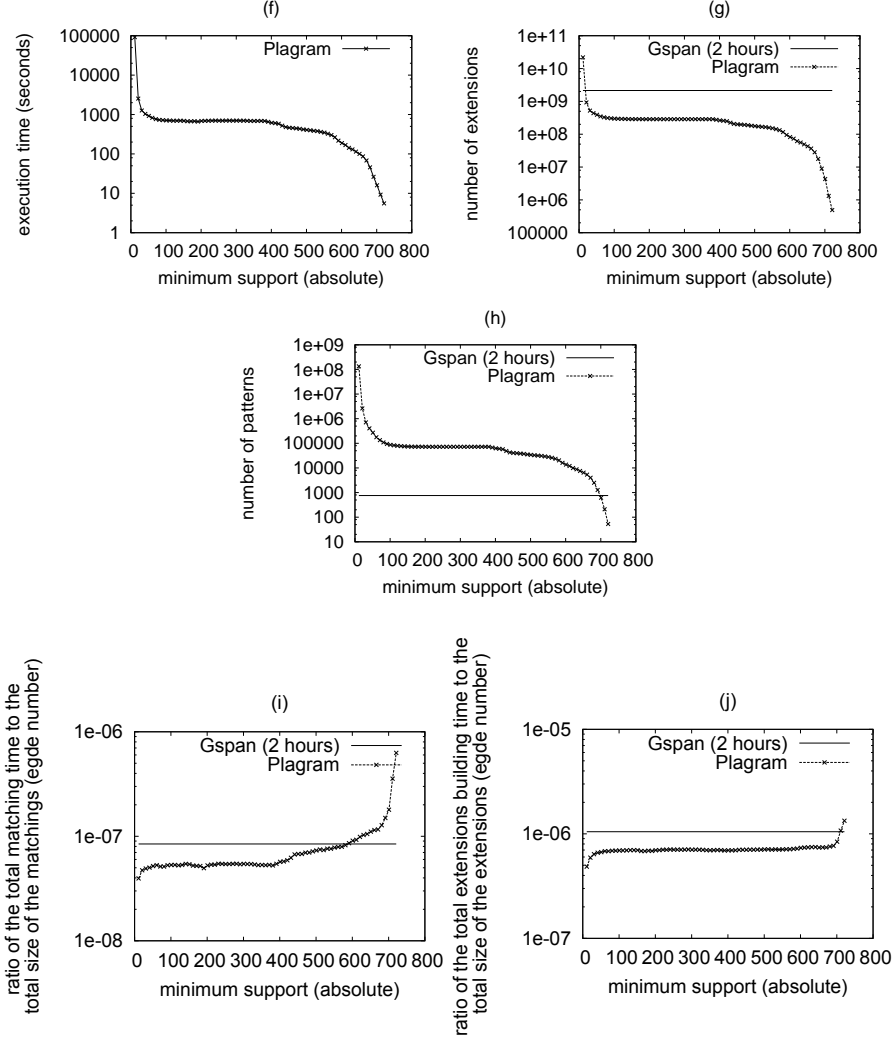 (f)
execution time (seconds)
100000
10000
1000
100
10
1
Plagram
0 100 200 300 400 500 600 700 800
minimum support (absolute)
(g)
number of extensions
1e+11
1e+10
1e+09
1e+08
1e+07
1e+06
100000
Gspan (2 hours)
Plagram
0 100 200 300 400 500 600 700 800
minimum support (absolute)
(h)
number of patterns
1e+09
1e+08
1e+07
1e+06
100000
10000
1000
100
10
Gspan (2 hours)
Plagram
0 100 200 300 400 500 600 700 800
minimum support (absolute)
(i)
ratio of the total matching time to the
total size of the matchings (egde number)
1e-06
1e-07
1e-08
Gspan (2 hours)
Plagram
0 100 200 300 400 500 600 700 800
minimum support (absolute)
(j)
ratio of the total extensions building time to the
total size of the extensions (egde number)
1e-05
1e-06
1e-07
Gspan (2 hours)
Plagram
0 100 200 300 400 500 600 700 800
minimum support (absolute)